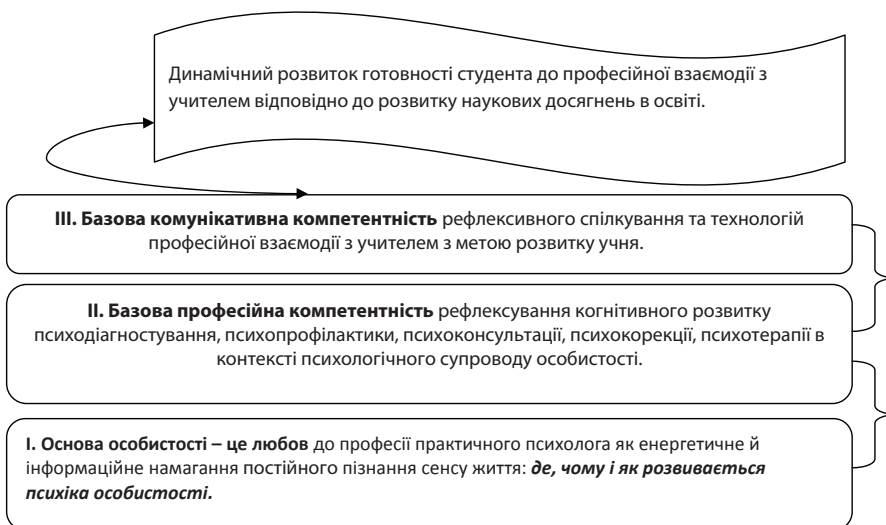 Динамічний розвиток готовності студента до професійної взаємодії з
учителем відповідно до розвитку наукових досягнень в освіті.
ІІІ. Базова комунікативна компетентність рефлексивного спілкування та технологій
професійної взаємодії з учителем з метою розвитку учня.
ІІ. Базова професійна компетентність рефлексування когнітивного розвитку
психодіагностування, психопрофілактики, психоконсультації, психокорекції, психотерапії в
контексті психологічного супроводу особистості.
І. Основа особистості – це любов до професії практичного психолога як енергетичне й
інформаційне намагання постійного пізнання сенсу життя: де, чому і як розвивається
психіка особистості.